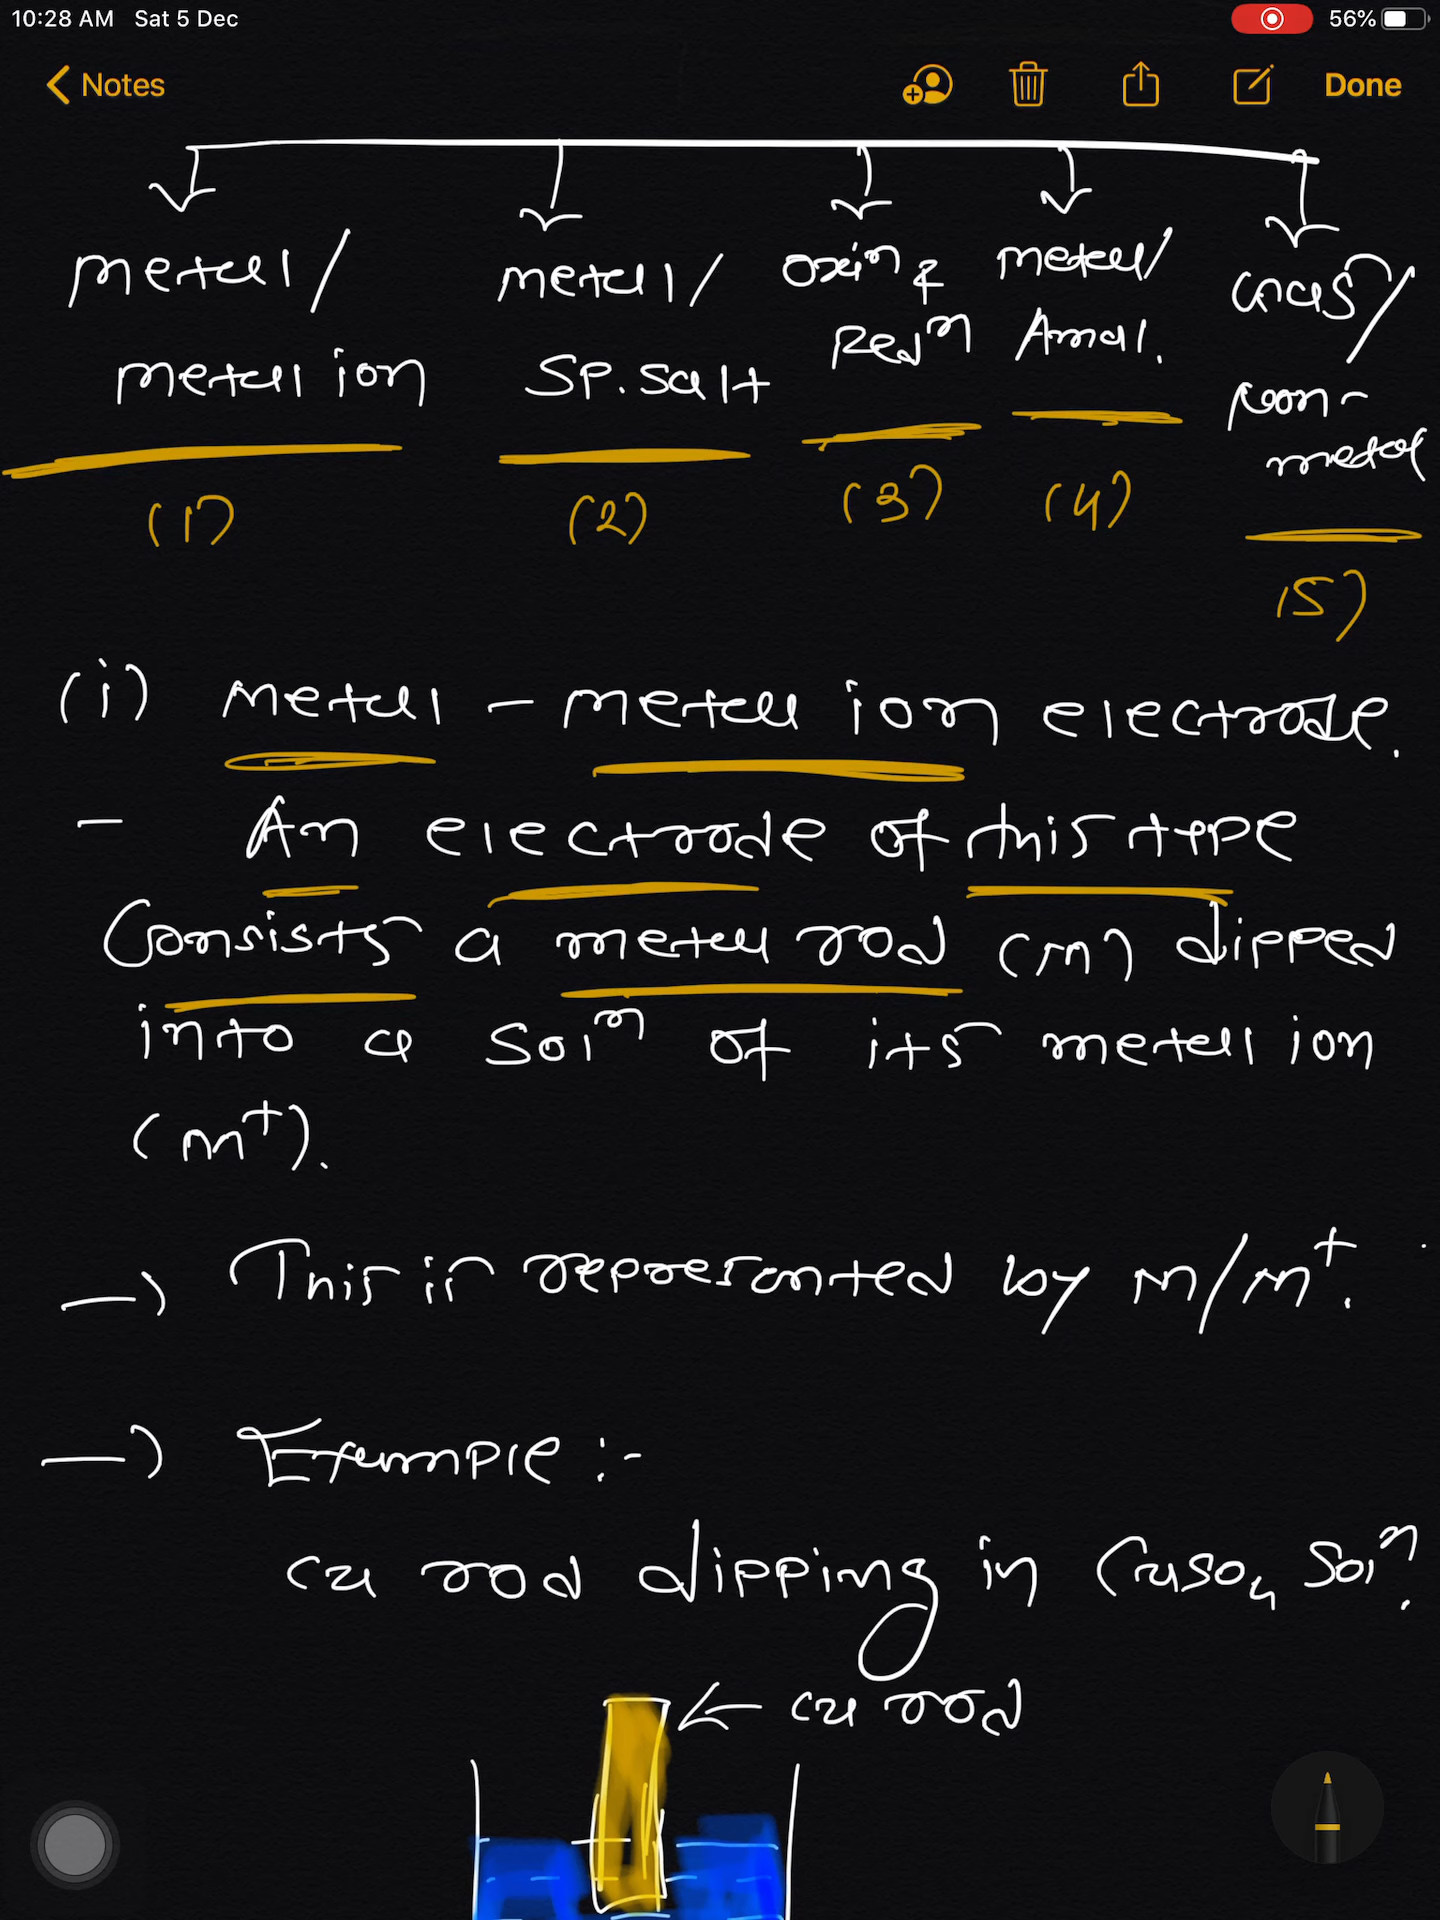 10:28 AM Sat 5 Dec 56%
Notes Done
metal/ metal/ Oxiⁿ & metal/ Gas/
metal ion SP. salt Redⁿ Amal. non-
metal
(1) (2) (3) (4) (5)
(i) Metal - metal ion electrode.
- An electrode of this type
Consists a metal rod (m) dipped
into a Solⁿ of its metal ion
(m⁺).
→ This is represented by M/M⁺.
→ Example :-
Cu rod dipping in CuSO₄ Solⁿ.
← Cu rod